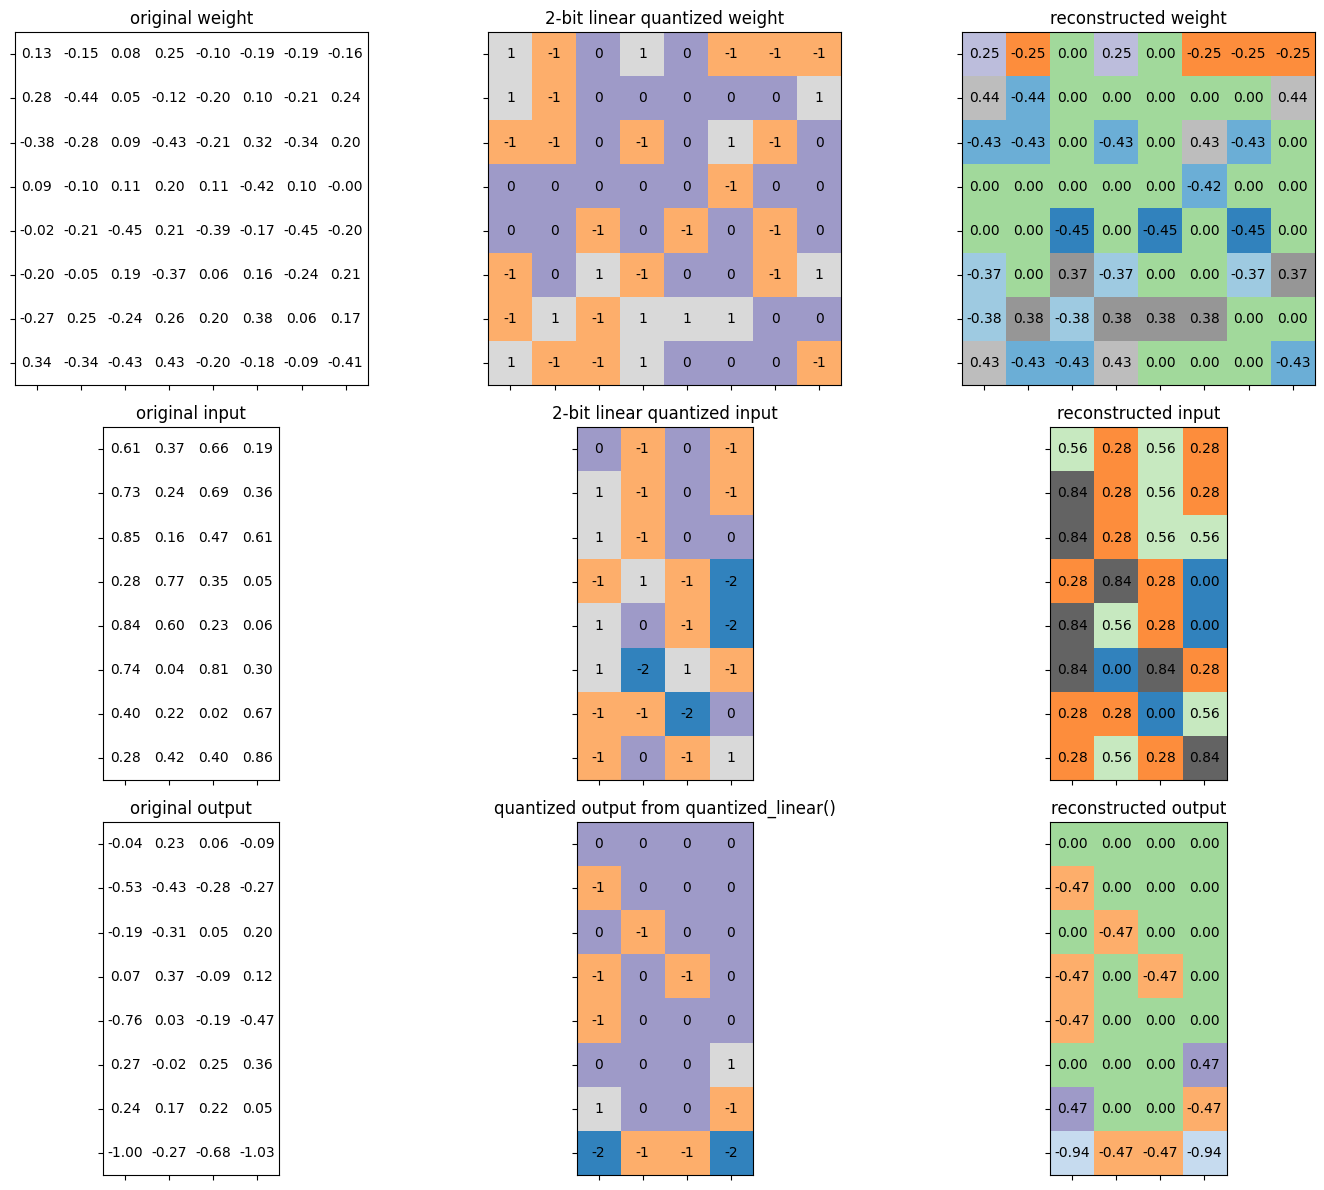 original weight 2-bit linear quantized weight reconstructed weight
0.13 -0.15 0.08 0.25 -0.10 -0.19 -0.19 -0.16 1 -1 0 1 0 -1 -1 -1 0.25 -0.25 0.00 0.25 0.00 -0.25 -0.25 -0.25
0.28 -0.44 0.05 -0.12 -0.20 0.10 -0.21 0.24 1 -1 0 0 0 0 0 1 0.44 -0.44 0.00 0.00 0.00 0.00 0.00 0.44
-0.38 -0.28 0.09 -0.43 -0.21 0.32 -0.34 0.20 -1 -1 0 -1 0 1 -1 0 -0.43 -0.43 0.00 -0.43 0.00 0.43 -0.43 0.00
0.09 -0.10 0.11 0.20 0.11 -0.42 0.10 -0.00 0 0 0 0 0 -1 0 0 0.00 0.00 0.00 0.00 0.00 -0.42 0.00 0.00
-0.02 -0.21 -0.45 0.21 -0.39 -0.17 -0.45 -0.20 0 0 -1 0 -1 0 -1 0 0.00 0.00 -0.45 0.00 -0.45 0.00 -0.45 0.00
-0.20 -0.05 0.19 -0.37 0.06 0.16 -0.24 0.21 -1 0 1 -1 0 0 -1 1 -0.37 0.00 0.37 -0.37 0.00 0.00 -0.37 0.37
-0.27 0.25 -0.24 0.26 0.20 0.38 0.06 0.17 -1 1 -1 1 1 1 0 0 -0.38 0.38 -0.38 0.38 0.38 0.38 0.00 0.00
0.34 -0.34 -0.43 0.43 -0.20 -0.18 -0.09 -0.41 1 -1 -1 1 0 0 0 -1 0.43 -0.43 -0.43 0.43 0.00 0.00 0.00 -0.43
original input 2-bit linear quantized input reconstructed input
0.61 0.37 0.66 0.19 0 -1 0 -1 0.56 0.28 0.56 0.28
0.73 0.24 0.69 0.36 1 -1 0 -1 0.84 0.28 0.56 0.28
0.85 0.16 0.47 0.61 1 -1 0 0 0.84 0.28 0.56 0.56
0.28 0.77 0.35 0.05 -1 1 -1 -2 0.28 0.84 0.28 0.00
0.84 0.60 0.23 0.06 1 0 -1 -2 0.84 0.56 0.28 0.00
0.74 0.04 0.81 0.30 1 -2 1 -1 0.84 0.00 0.84 0.28
0.40 0.22 0.02 0.67 -1 -1 -2 0 0.28 0.28 0.00 0.56
0.28 0.42 0.40 0.86 -1 0 -1 1 0.28 0.56 0.28 0.84
original output quantized output from quantized_linear() reconstructed output
-0.04 0.23 0.06 -0.09 0 0 0 0 0.00 0.00 0.00 0.00
-0.53 -0.43 -0.28 -0.27 -1 0 0 0 -0.47 0.00 0.00 0.00
-0.19 -0.31 0.05 0.20 0 -1 0 0 0.00 -0.47 0.00 0.00
0.07 0.37 -0.09 0.12 -1 0 -1 0 -0.47 0.00 -0.47 0.00
-0.76 0.03 -0.19 -0.47 -1 0 0 0 -0.47 0.00 0.00 0.00
0.27 -0.02 0.25 0.36 0 0 0 1 0.00 0.00 0.00 0.47
0.24 0.17 0.22 0.05 1 0 0 -1 0.47 0.00 0.00 -0.47
-1.00 -0.27 -0.68 -1.03 -2 -1 -1 -2 -0.94 -0.47 -0.47 -0.94